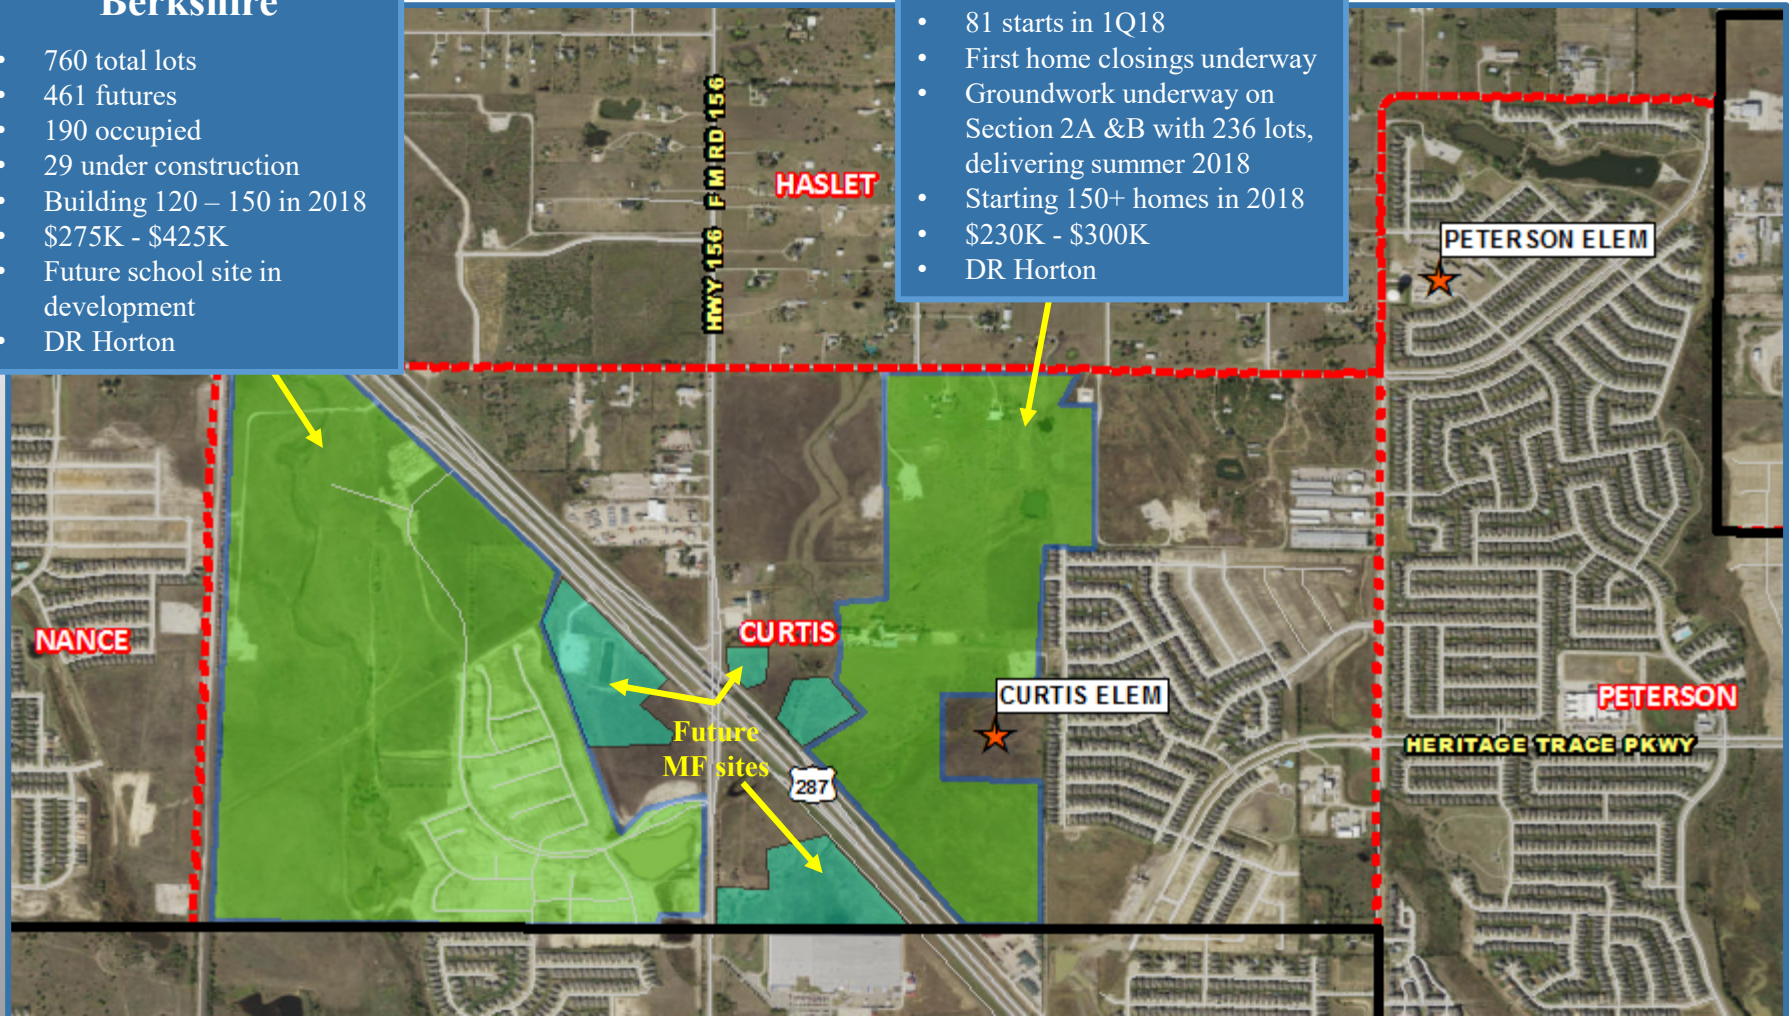 Berkshire
• 760 total lots
• 461 futures
• 190 occupied
• 29 under construction
• Building 120 – 150 in 2018
• $275K - $425K
• Future school site in
development
• DR Horton
• 81 starts in 1Q18
• First home closings underway
• Groundwork underway on
Section 2A &B with 236 lots,
delivering summer 2018
• Starting 150+ homes in 2018
• $230K - $300K
• DR Horton
HWY 156 F M RD 156
HASLET
PETERSON ELEM
NANCE
CURTIS
CURTIS ELEM
PETERSON
HERITAGE TRACE PKWY
Future
MF sites
287